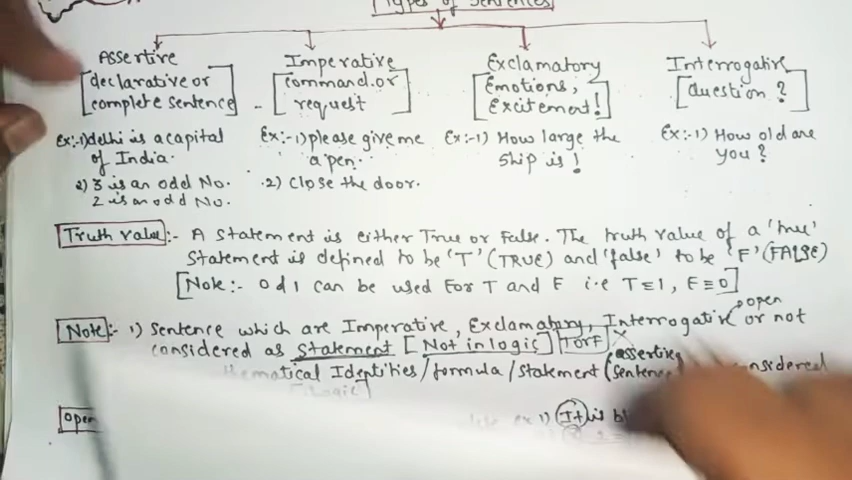 Types of Sentences
Assertive
[declarative or
complete sentence]
Ex:-1) delhi is a capital
of India.
2) 3 is an odd No.
2 is an odd No.
Imperative
[command or
request]
Ex:-1) please give me
a pen.
2) Close the door.
Exclamatory
[Emotions,
Excitement!]
Ex:-1) How large the
ship is!
Interrogative
[Question?]
Ex:-1) How old are
you?
Truth value:- A Statement is either True or False. The truth value of a 'true'
Statement is defined to be 'T' (TRUE) and 'false' to be 'F' (FALSE)
[Note:- 0 d 1 can be used For T and F i.e T≡1, F≡0]
open
Note:- 1) Sentence which are Imperative, Exclamatory, Interrogative or not
considered as Statement [Not in logic] T or F
(assertive
Identities/formula/Statement Sentence considered
Logic]
open ex:1) It is